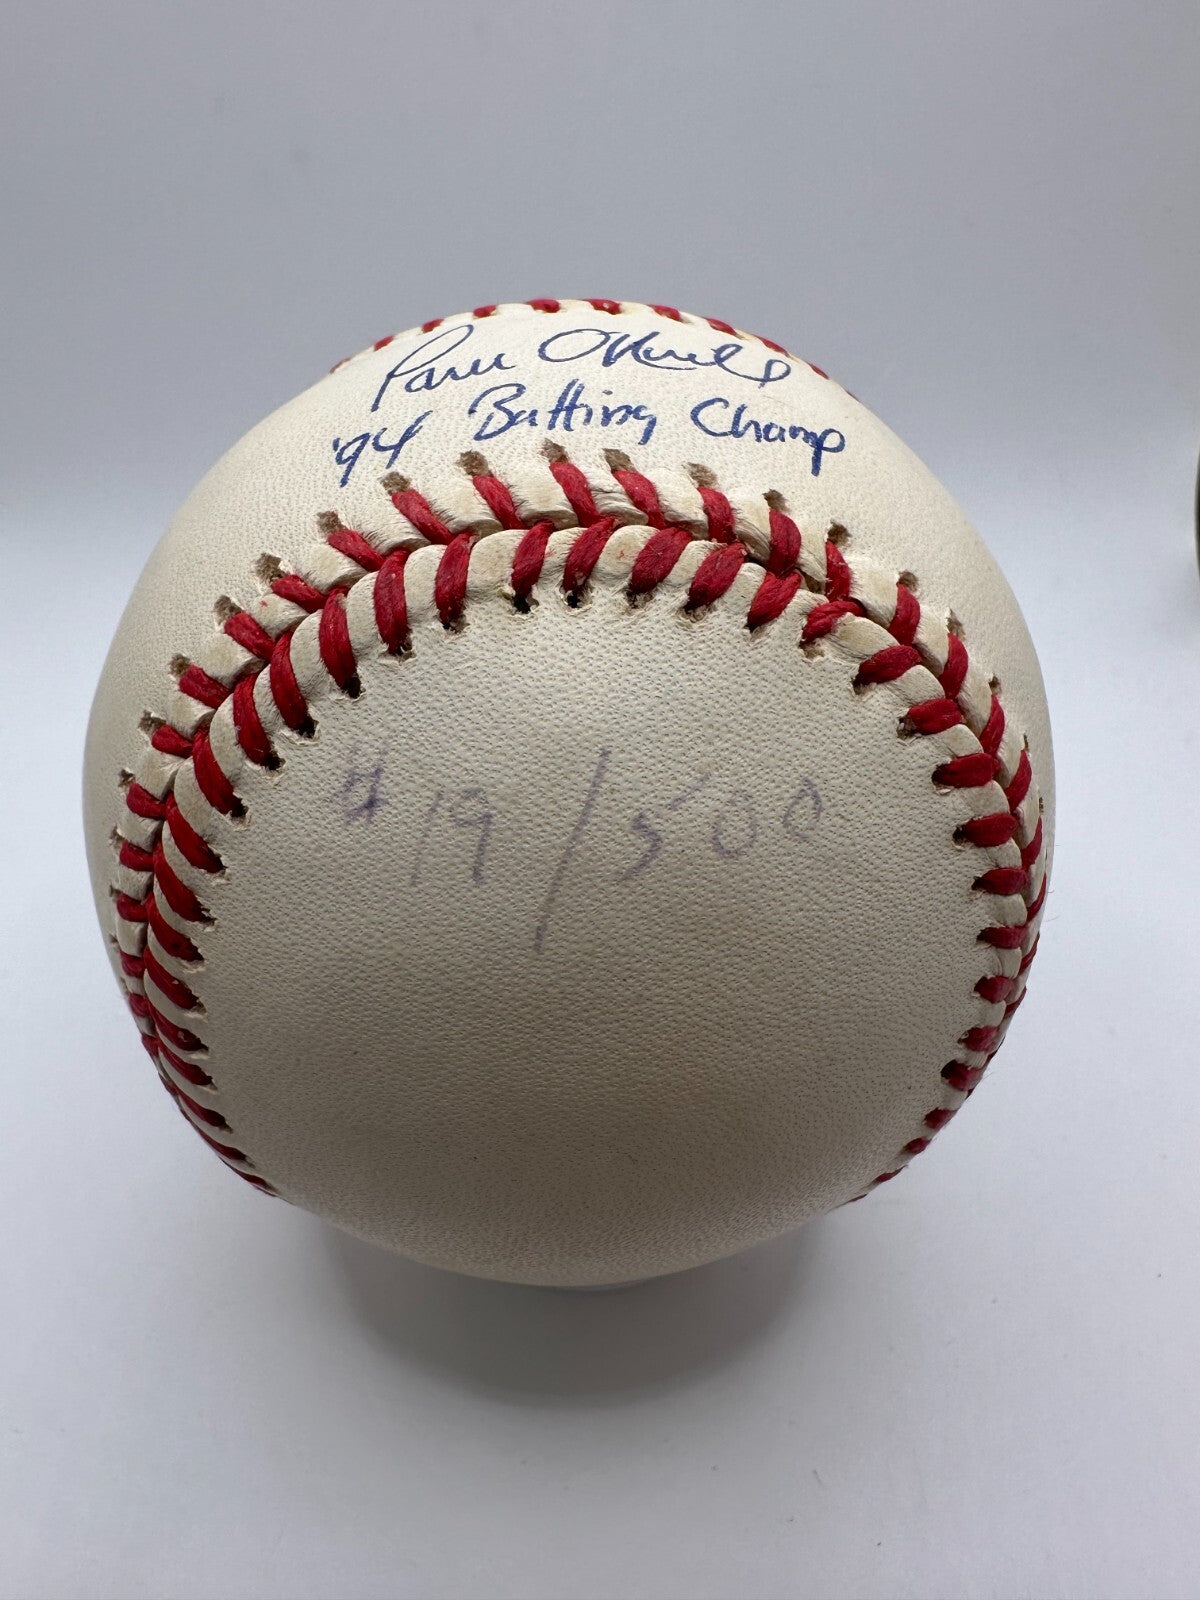 Paul O'Neill
'94 Batting Champ
#19/500